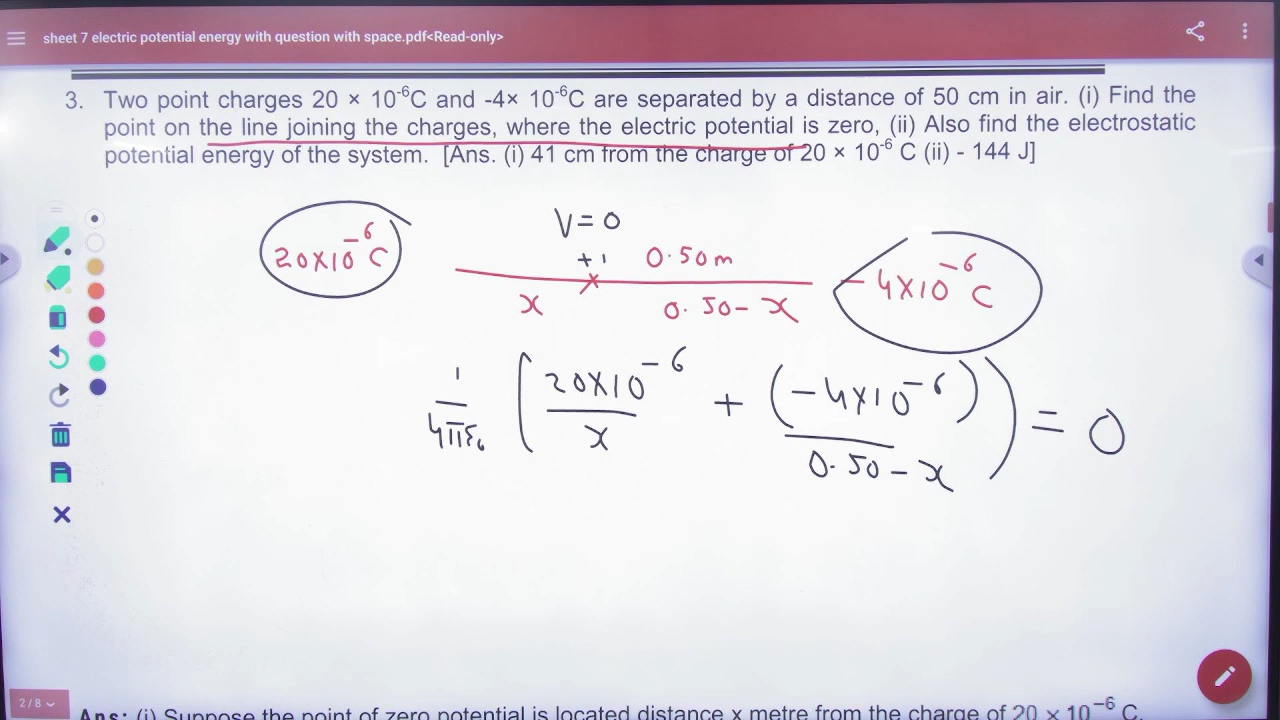 sheet 7 electric potential energy with question with space.pdf<Read-only>
3. Two point charges 20 × 10⁻⁶C and -4× 10⁻⁶C are separated by a distance of 50 cm in air. (i) Find the
point on the line joining the charges, where the electric potential is zero, (ii) Also find the electrostatic
potential energy of the system. [Ans. (i) 41 cm from the charge of 20 × 10⁻⁶ C (ii) - 144 J]
V = 0
20×10⁻⁶ C
+1 0.50m
- 4×10⁻⁶ C
x 0.50 - x
1/4πε₀ [20×10⁻⁶/x + (-4×10⁻⁶)/0.50-x] = 0
2 / 8
Ans: (i) Suppose the point of zero potential is located distance x metre from the charge of 20 × 10⁻⁶ C.